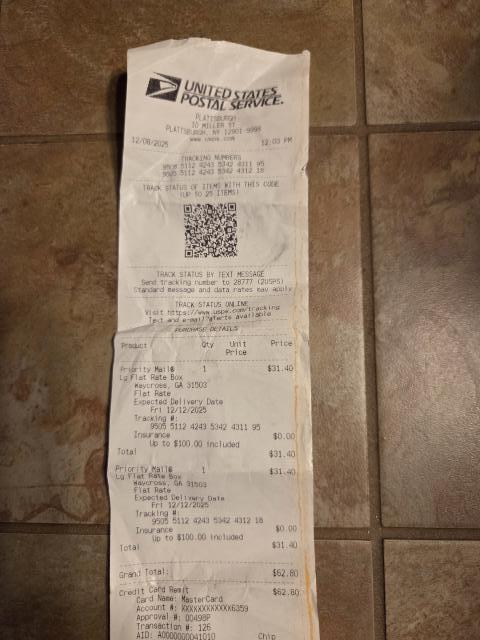 UNITED STATES
POSTAL SERVICE.
PLATTSBURGH
10 MILLER ST
PLATTSBURGH, NY 12901-9998
www.usps.com
12/08/2025 12:03 PM
TRACKING NUMBERS
9505 5112 4243 5342 4311 95
9505 5112 4243 5342 4312 18
TRACK STATUS OF ITEMS WITH THIS CODE
(UP TO 25 ITEMS)
TRACK STATUS BY TEXT MESSAGE
Send tracking number to 28777 (2USPS)
Standard message and data rates may apply
TRACK STATUS ONLINE
Visit https://www.usps.com/tracking
Text and e-mail alerts available
PURCHASE DETAILS
Product Qty Unit Price
Price
Priority Mail® 1 $31.40
Lg Flat Rate Box
Waycross, GA 31503
Flat Rate
Expected Delivery Date
Fri 12/12/2025
Tracking #:
9505 5112 4243 5342 4311 95
Insurance $0.00
Up to $100.00 included
Total $31.40
Priority Mail® 1 $31.40
Lg Flat Rate Box
Waycross, GA 31503
Flat Rate
Expected Delivery Date
Fri 12/12/2025
Tracking #:
9505 5112 4243 5342 4312 18
Insurance $0.00
Up to $100.00 included
Total $31.40
Grand Total: $62.80
Credit Card Remit $62.80
Card Name: MasterCard
Account #: XXXXXXXXXXXX6359
Approval #: 00498P
Transaction #: 126
AID: A0000000041010 Chip